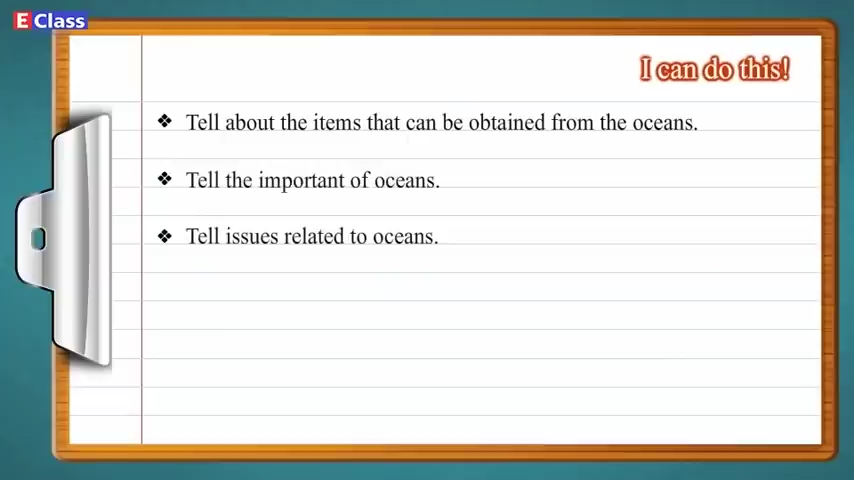 E Class
I can do this!
❖ Tell about the items that can be obtained from the oceans.
❖ Tell the important of oceans.
❖ Tell issues related to oceans.